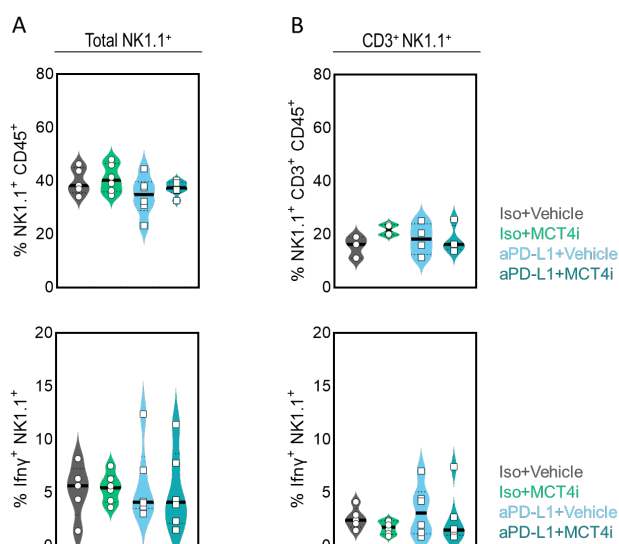 A
Total NK1.1⁺
% NK1.1⁺ CD45⁺
80
60
40
20
0
B
CD3⁺ NK1.1⁺
% NK1.1⁺ CD3⁺ CD45⁺
80
60
40
20
0
Iso+Vehicle
Iso+MCT4i
aPD-L1+Vehicle
aPD-L1+MCT4i
% Ifnγ⁺ NK1.1⁺
20
15
10
5
0
% Ifnγ⁺ NK1.1⁺
20
15
10
5
0
Iso+Vehicle
Iso+MCT4i
aPD-L1+Vehicle
aPD-L1+MCT4i